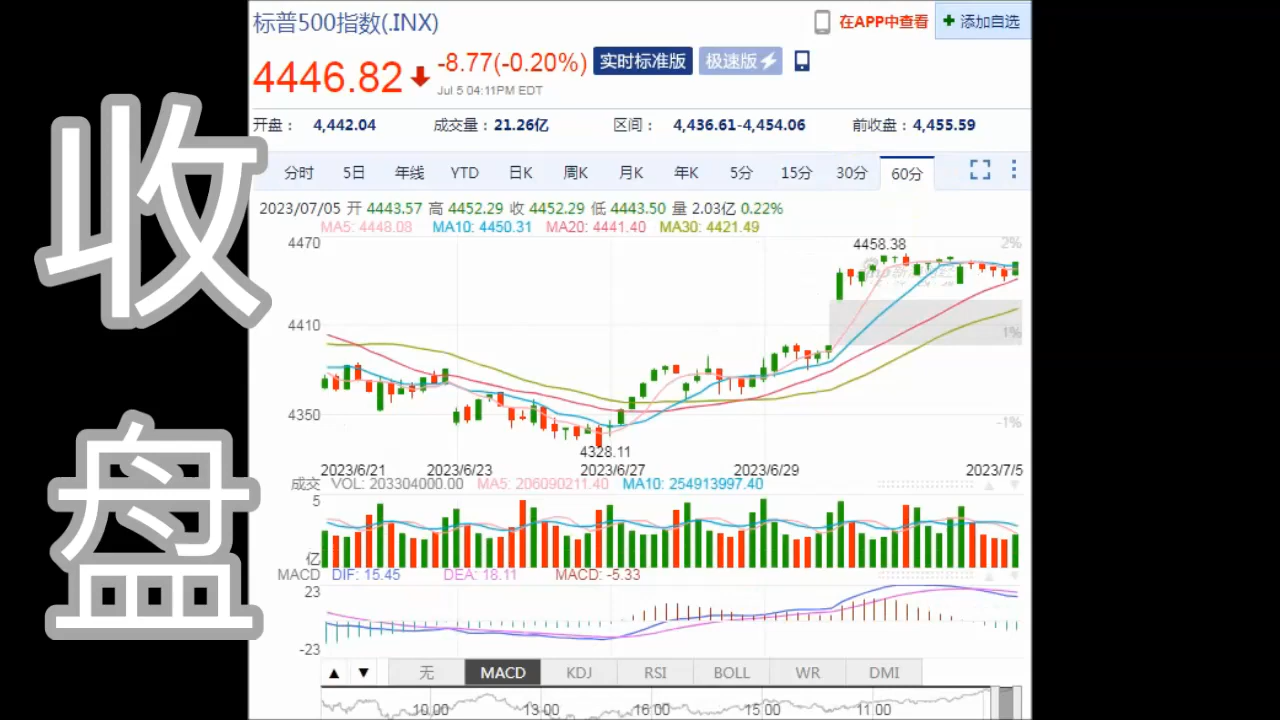 收盘
标普500指数(.INX)
在APP中查看
添加自选
4446.82
-8.77(-0.20%)
实时标准版
极速版
Jul 5 04:11PM EDT
开盘： 4,442.04 成交量：21.26亿 区间： 4,436.61-4,454.06 前收盘：4,455.59
分时 5日 年线 YTD 日K 周K 月K 年K 5分 15分 30分 60分
2023/07/05 开 4443.57 高 4452.29 收 4452.29 低 4443.50 量 2.03亿 0.22%
MA5: 4448.08 MA10: 4450.31 MA20: 4441.40 MA30: 4421.49
4470
4458.38
2%
4410
1%
4350
-1%
4328.11
2023/6/21 2023/6/23 2023/6/27 2023/6/29 2023/7/5
成交 VOL: 203304000.00 MA5: 206090211.40 MA10: 254913997.40
5
亿
MACD DIF: 15.45 DEA: 18.11 MACD: -5.33
23
-23
▲ ▼ 无 MACD KDJ RSI BOLL WR DMI
10:00 13:00 16:00 15:00 11:00